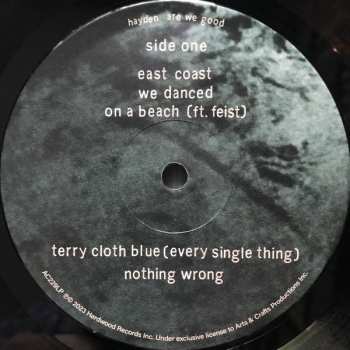 hayden are we good
side one
east coast
we danced
on a beach (ft. feist)
terry cloth blue (every single thing)
nothing wrong
AC226LP ℗© 2023 Hardwood Records Inc. Under exclusive license to Arts & Crafts Productions Inc.